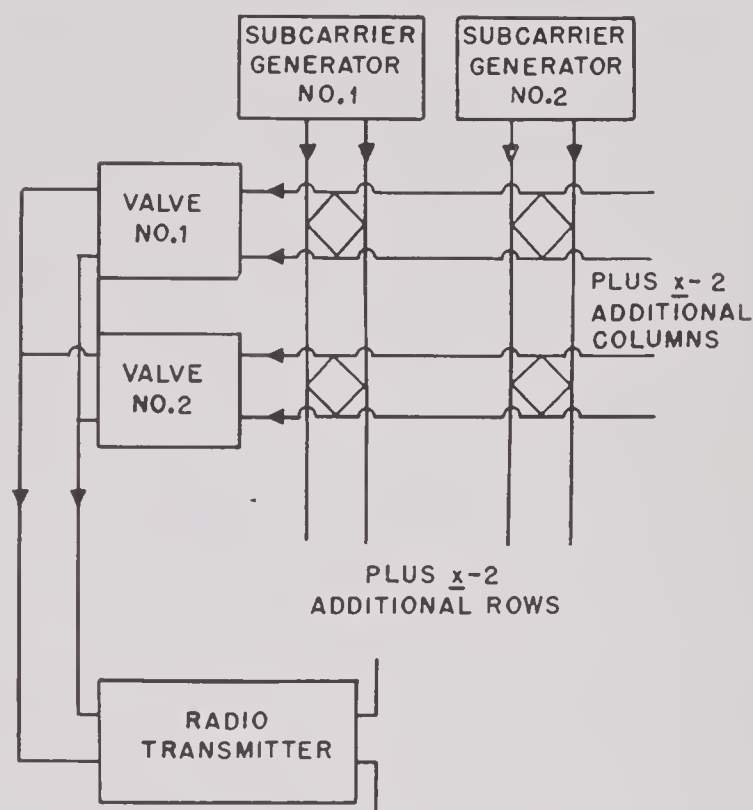 SUBCARRIER
GENERATOR
NO.1
SUBCARRIER
GENERATOR
NO.2
VALVE
NO.1
PLUS x-2
ADDITIONAL
COLUMNS
VALVE
NO.2
PLUS x-2
ADDITIONAL ROWS
RADIO
TRANSMITTER